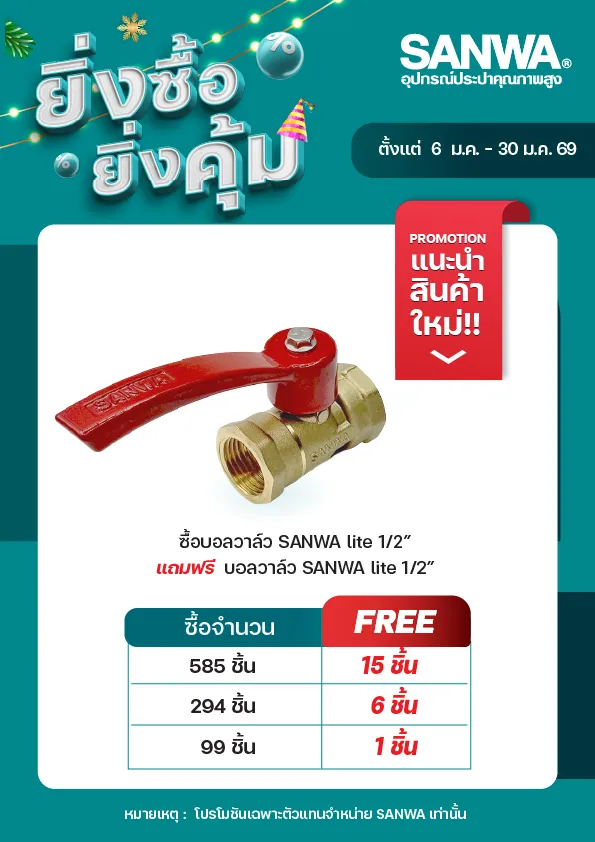 ยิ่งซื้อ
ยิ่งคุ้ม
%
%
SANWA®
อุปกรณ์ประปาคุณภาพสูง
ตั้งแต่ 6 ม.ค. - 30 ม.ค. 69
PROMOTION
แนะนำ
สินค้า
ใหม่!!
SANWA
SANWA
ซื้อบอลวาล์ว SANWA lite 1/2”
แถมฟรี บอลวาล์ว SANWA lite 1/2”
ซื้อจำนวน FREE
585 ชิ้น 15 ชิ้น
294 ชิ้น 6 ชิ้น
99 ชิ้น 1 ชิ้น
หมายเหตุ : โปรโมชันเฉพาะตัวแทนจำหน่าย SANWA เท่านั้น